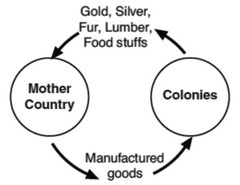 Gold, Silver,
Fur, Lumber,
Food stuffs
Mother
Country
Colonies
Manufactured
goods